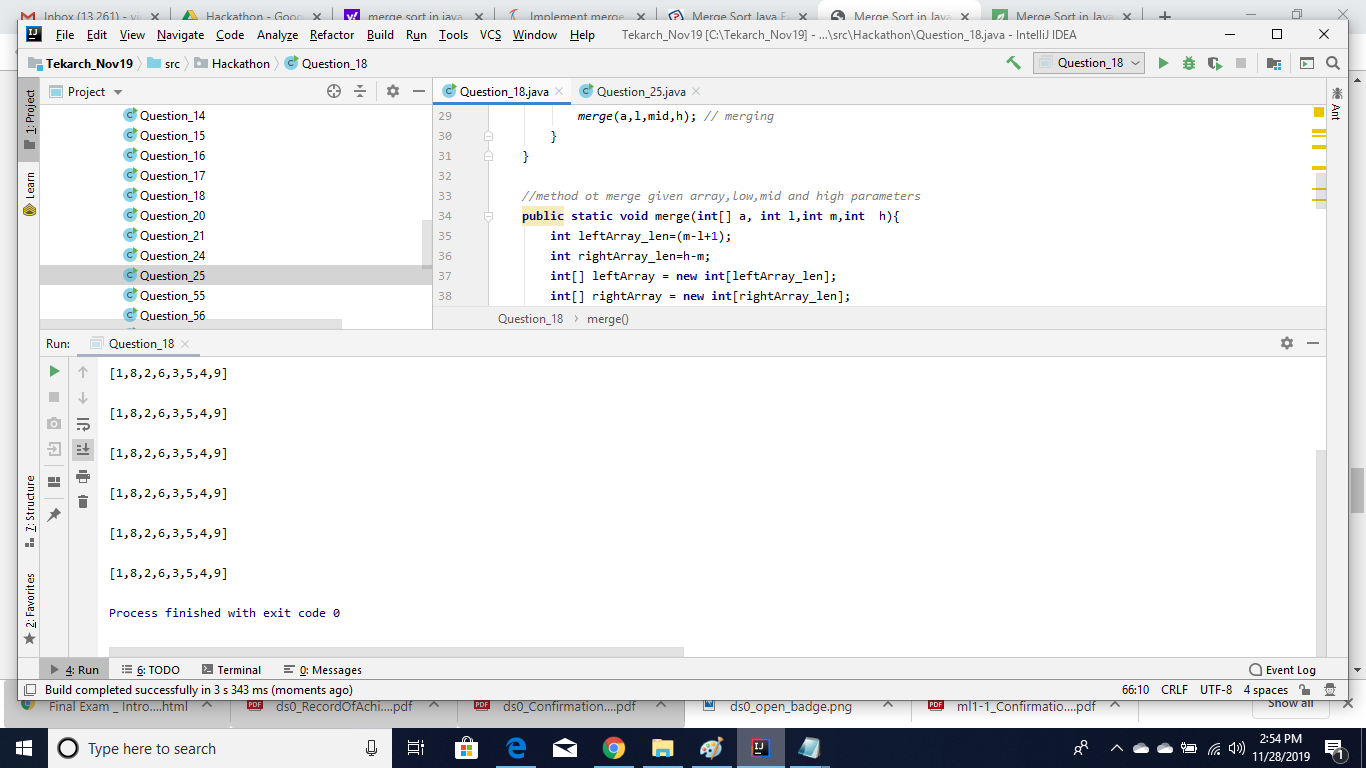 Inbox (13,261) - vi
Hackathon - Goog
merge sort in java
Implement merge
Merge Sort Java E
Merge Sort in Java
Merge Sort in Java
File Edit View Navigate Code Analyze Refactor Build Run Tools VCS Window Help Tekarch_Nov19 [C:\Tekarch_Nov19] - ...\src\Hackathon\Question_18.java - IntelliJ IDEA
Tekarch_Nov19 src Hackathon Question_18
Question_18
1: Project
Learn
7: Structure
2: Favorites
Ant
Project
Question_14
Question_15
Question_16
Question_17
Question_18
Question_20
Question_21
Question_24
Question_25
Question_55
Question_56
Question_18.java Question_25.java
29 merge(a,l,mid,h); // merging
30 }
31 }
32
33 //method ot merge given array,low,mid and high parameters
34 public static void merge(int[] a, int l,int m,int  h){
35 int leftArray_len=(m-l+1);
36 int rightArray_len=h-m;
37 int[] leftArray = new int[leftArray_len];
38 int[] rightArray = new int[rightArray_len];
Question_18 › merge()
Run: Question_18
[1,8,2,6,3,5,4,9]
[1,8,2,6,3,5,4,9]
[1,8,2,6,3,5,4,9]
[1,8,2,6,3,5,4,9]
[1,8,2,6,3,5,4,9]
[1,8,2,6,3,5,4,9]
Process finished with exit code 0
4: Run 6: TODO Terminal 0: Messages Event Log
Build completed successfully in 3 s 343 ms (moments ago) 66:10 CRLF UTF-8 4 spaces
Final Exam _ Intro....html ds0_RecordOfAchi....pdf ds0_Confirmation....pdf ds0_open_badge.png ml1-1_Confirmatio....pdf Show all
Type here to search
2:54 PM
11/28/2019
1